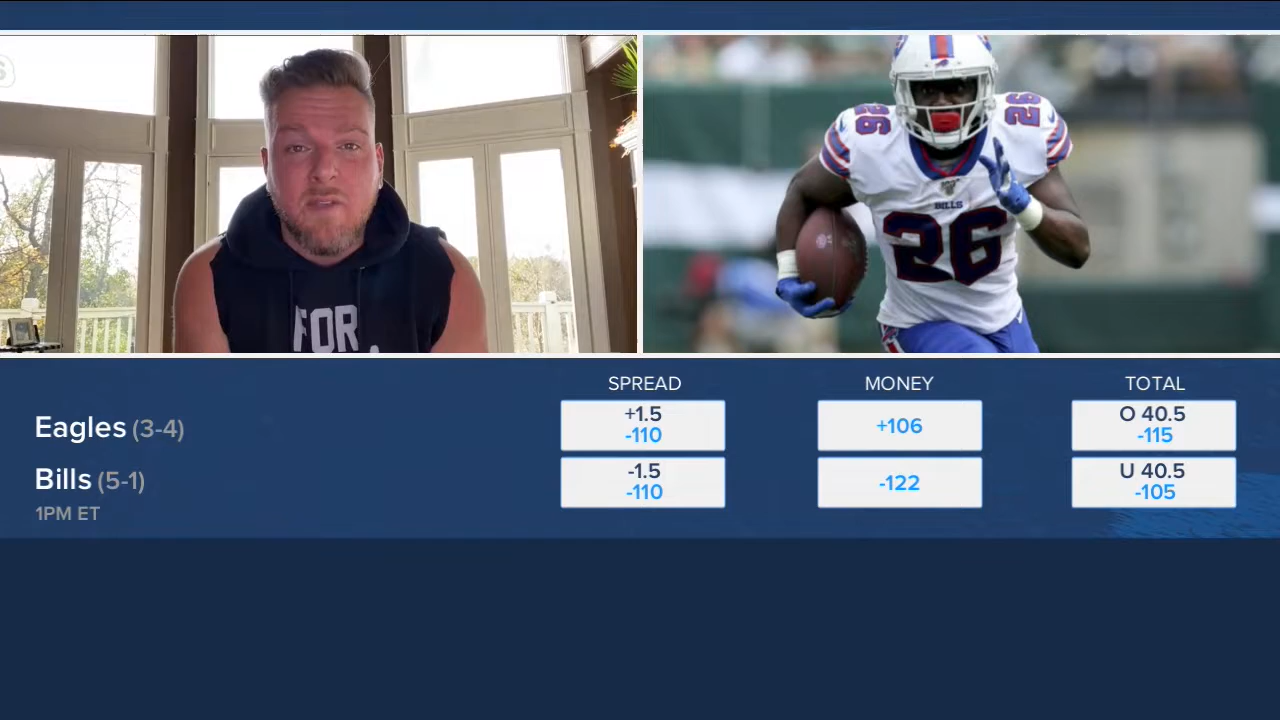 FOR.
26
26
BILLS
26
SPREAD MONEY TOTAL
Eagles (3-4) +1.5 -110 +106 O 40.5 -115
Bills (5-1) -1.5 -110 -122 U 40.5 -105
1PM ET